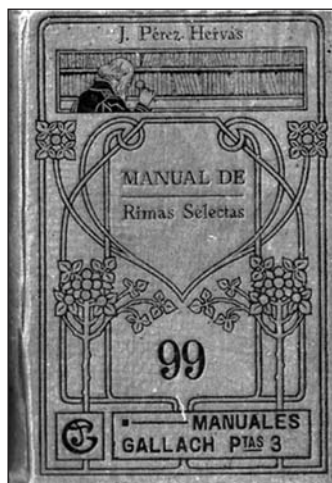 J. Pérez-Hervás
MANUAL DE
Rimas Selectas
99
MANUALES
GALLACH PTAS 3